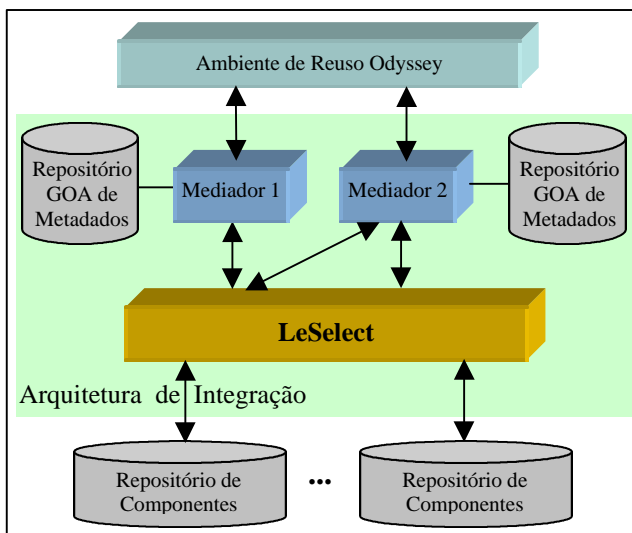 Ambiente de Reuso Odyssey
Repositório
GOA de
Metadados
Mediador 1
Mediador 2
Repositório
GOA de
Metadados
LeSelect
Arquitetura de Integração
Repositório de
Componentes
...
Repositório de
Componentes